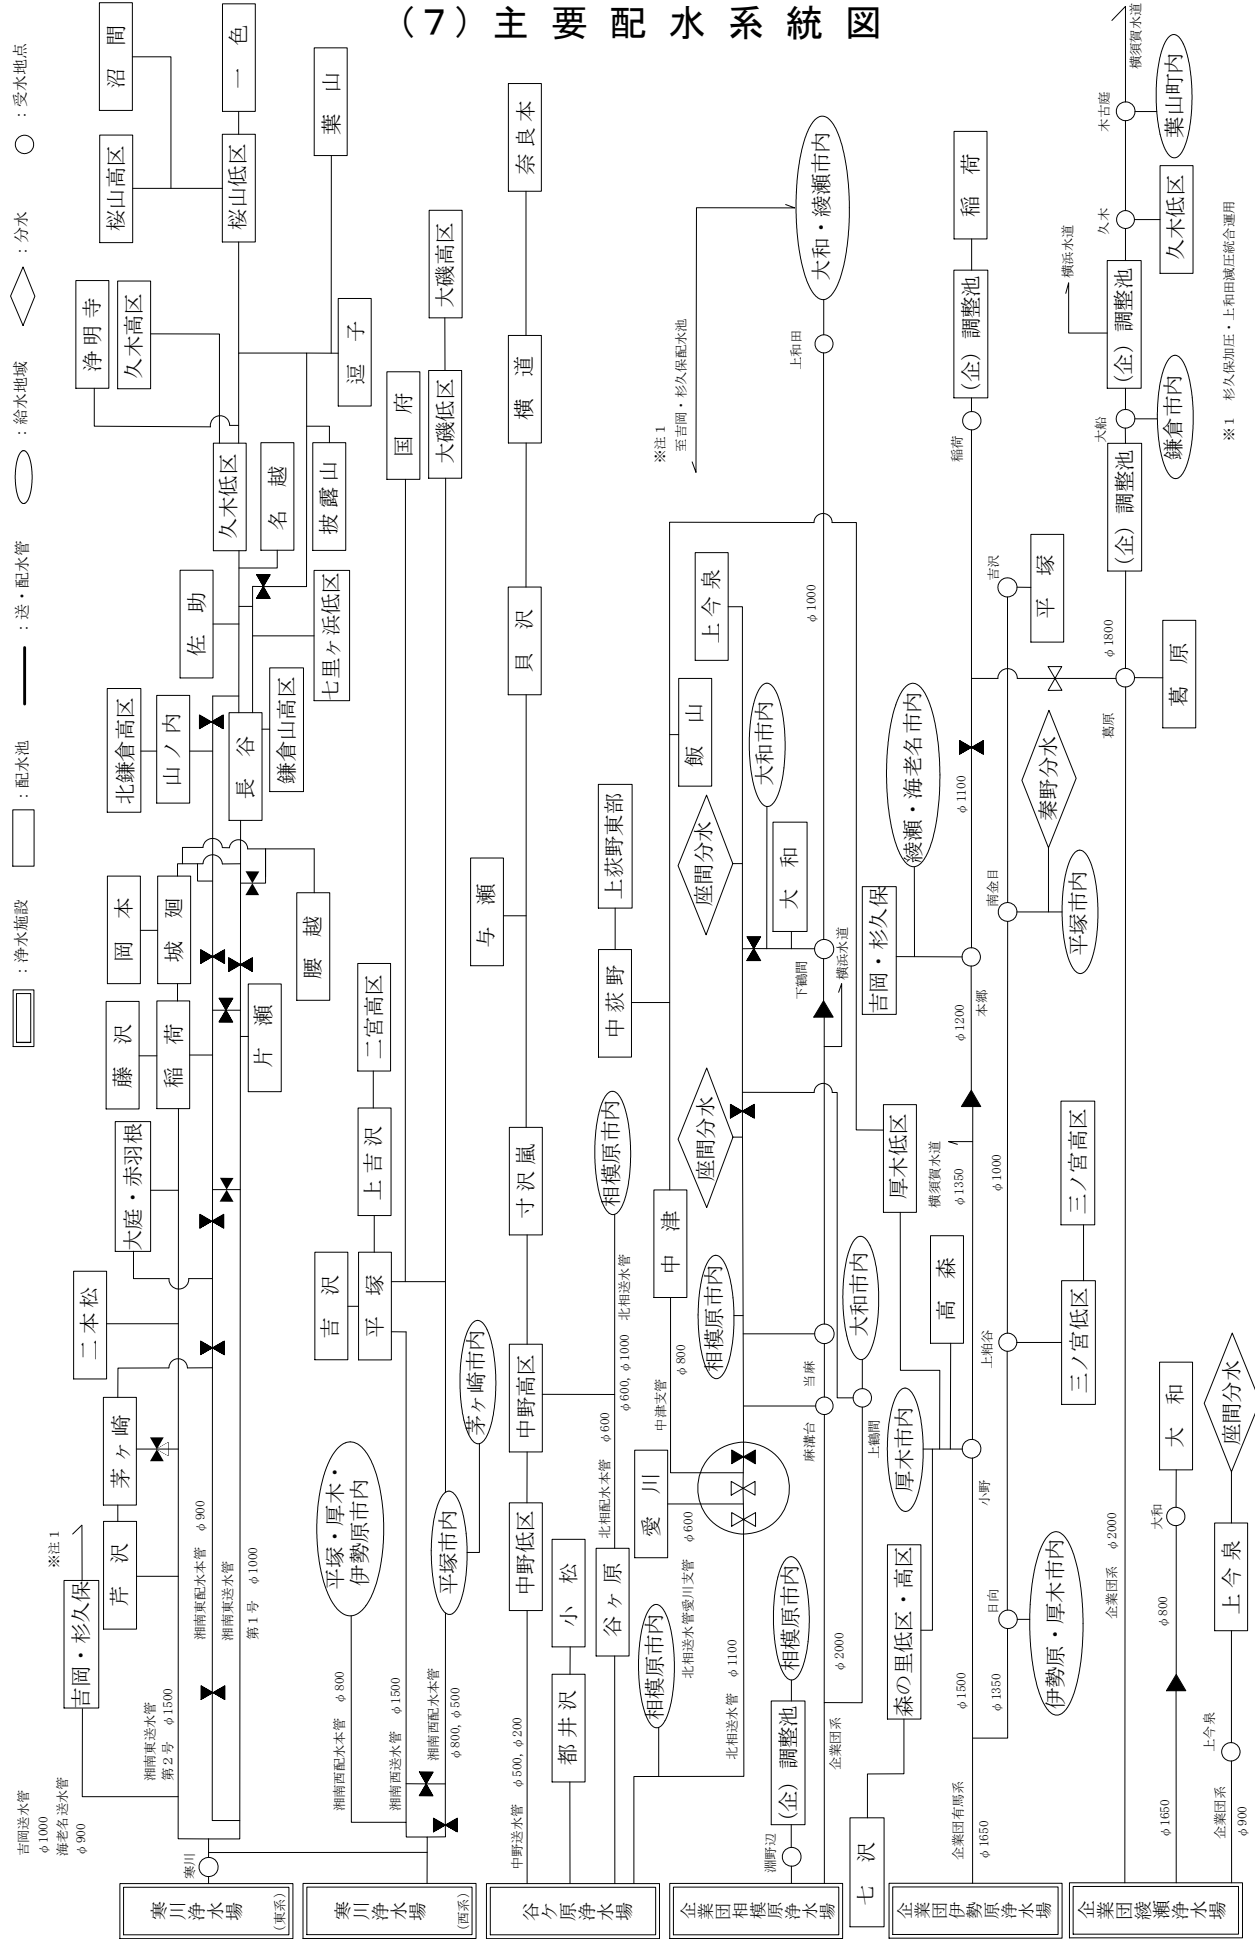 (７) 主 要 配 水 系 統 図
：浄水施設
：配水池
：送・配水管
：給水地域
：分水
：受水地点
吉岡送水管
φ1000
海老名送水管
φ900
※注１
吉岡・杉久保
湘南東送水管
第２号 φ1500
芹 沢
茅ヶ崎
二本松
大庭・赤羽根
藤 沢
稲 荷
岡 本
城 廻
北鎌倉高区
山ノ内
佐 助
久木低区
浄明寺
久木高区
桜山高区
桜山低区
沼 間
一 色
葉 山
逗 子
披露山
名 越
七里ヶ浜低区
鎌倉山高区
長 谷
腰 越
片 瀬
湘南東配水本管 φ900
湘南東送水管
第１号 φ1000
寒川
寒川浄水場
(東系)
寒川浄水場
(西系)
湘南西配水本管 φ800
平塚・厚木・
伊勢原市内
湘南西送水管 φ1500
湘南西配水本管
φ800, φ500
平塚市内
茅ヶ崎市内
吉 沢
平 塚
上吉沢
二宮高区
国 府
大磯低区
大磯高区
谷ヶ原浄水場
中野送水管 φ500, φ200
中野低区
中野高区
寸沢嵐
与 瀬
貝 沢
横 道
奈良本
都井沢
小 松
谷ヶ原
北相配水本管 φ600
φ600, φ1000 北相送水管
相模原市内
相模原市内
北相送水管 φ1100
北相送水管愛川支管 φ600
愛 川
中津支管 φ800
中 津
相模原市内
座間分水
中荻野
上荻野東部
座間分水
飯 山
上今泉
大和市内
大 和
下鶴間
横浜水道
※注１
至吉岡・杉久保配水池
上和田
大和・綾瀬市内
φ1000
企業団相模原浄水場
淵野辺
(企) 調整池
相模原市内
企業団系 φ2000
麻溝台
当麻
上鶴間
大和市内
七 沢
森の里低区・高区
厚木市内
高 森
厚木低区
企業団伊勢原浄水場
企業団有馬系
φ1650
φ1500
小野
横須賀水道
φ1350
φ1200
本郷
吉岡・杉久保
綾瀬・海老名市内
φ1100
稲荷
(企) 調整池
稲 荷
φ1350
日向
伊勢原・厚木市内
上粕谷
φ1000
三ノ宮低区
三ノ宮高区
南金目
平塚市内
秦野分水
吉沢
平 塚
企業団綾瀬浄水場
企業団系 φ2000
葛原
葛 原
φ1800
(企) 調整池
大船
鎌倉市内
(企) 調整池
横浜水道
久木
久木低区
木古庭
葉山町内
横須賀水道
φ1650
φ800
大和
大 和
企業団系
φ900
上今泉
上今泉
座間分水
※１ 杉久保加圧・上和田減圧統合運用